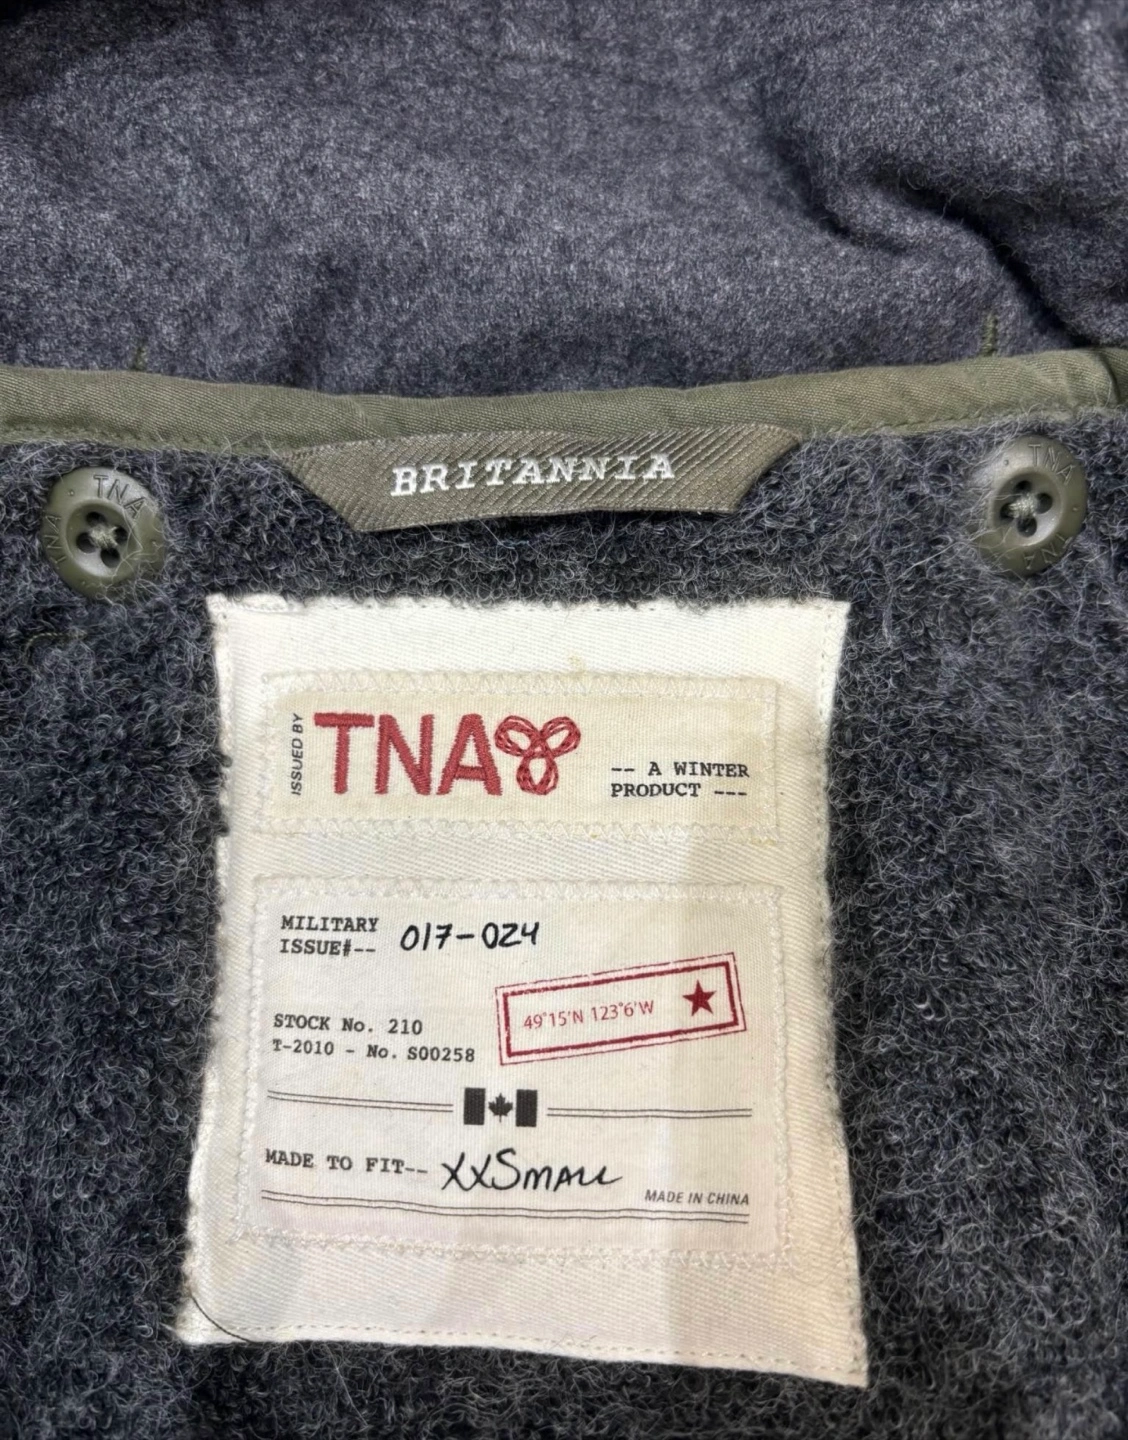 BRITANNIA
TNA
TNA
TNA
TNA
ISSUED BY
TNA
-- A WINTER
PRODUCT ---
MILITARY
ISSUE#-- 017-024
49°15'N 123°6'W
STOCK No. 210
T-2010 - No. S00258
MADE TO FIT-- XXSMALL
MADE IN CHINA